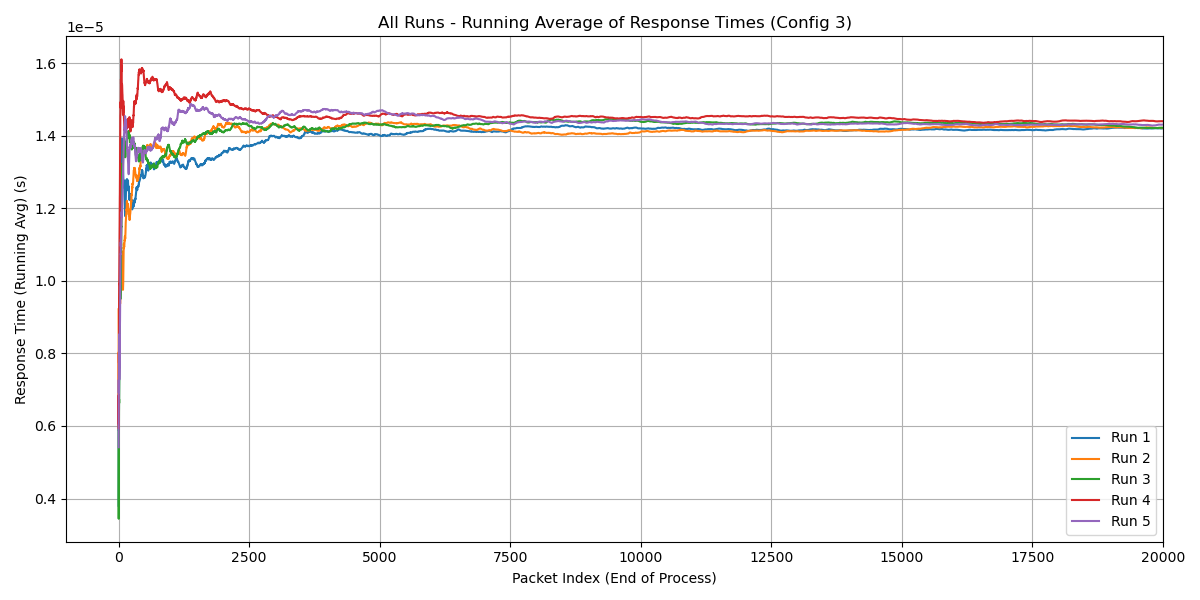 All Runs - Running Average of Response Times (Config 3)
1e−5
1.6
1.4
1.2
1.0
0.8
0.6
0.4
Response Time (Running Avg) (s)
0 2500 5000 7500 10000 12500 15000 17500 20000
Packet Index (End of Process)
Run 1
Run 2
Run 3
Run 4
Run 5